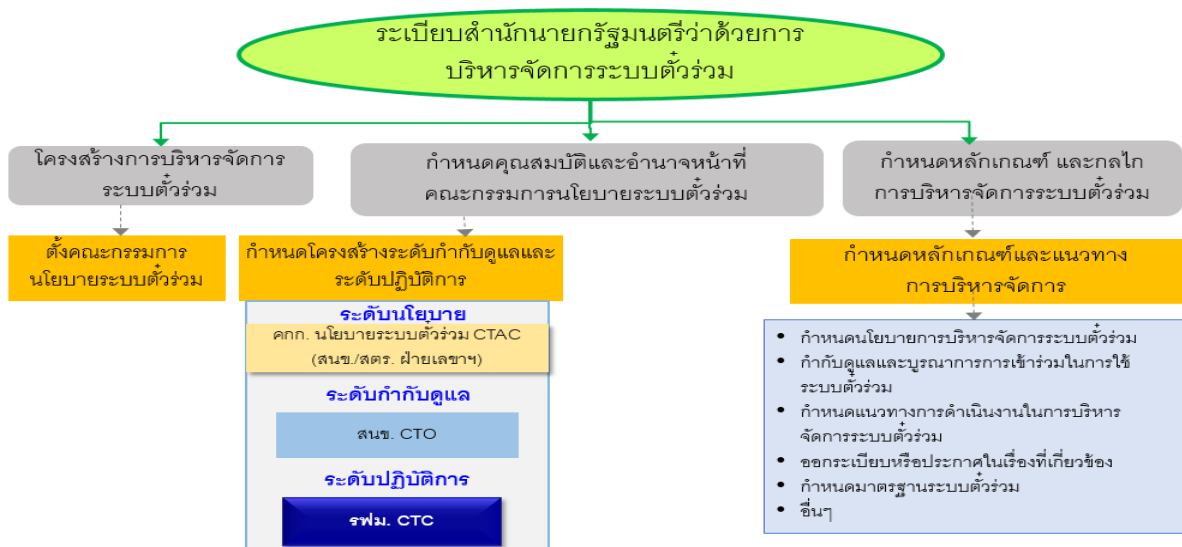 ระเบียบสำนักนายกรัฐมนตรีว่าด้วยการ
บริหารจัดการระบบตั๋วร่วม
โครงสร้างการบริหารจัดการ
ระบบตั๋วร่วม
กำหนดคุณสมบัติและอำนาจหน้าที่
คณะกรรมการนโยบายระบบตั๋วร่วม
กำหนดหลักเกณฑ์ และกลไก
การบริหารจัดการระบบตั๋วร่วม
ตั้งคณะกรรมการ
นโยบายระบบตั๋วร่วม
กำหนดโครงสร้างระดับกำกับดูแลและ
ระดับปฏิบัติการ
ระดับนโยบาย
คกก. นโยบายระบบตั๋วร่วม CTAC
(สนข./สตร. ฝ่ายเลขาฯ)
ระดับกำกับดูแล
สนข. CTO
ระดับปฏิบัติการ
รฟม. CTC
กำหนดหลักเกณฑ์และแนวทาง
การบริหารจัดการ
• กำหนดนโยบายการบริหารจัดการระบบตั๋วร่วม
• กำกับดูแลและบูรณาการการเข้าร่วมในการใช้
ระบบตั๋วร่วม
• กำหนดแนวทางการดำเนินงานในการบริหาร
จัดการระบบตั๋วร่วม
• ออกระเบียบหรือประกาศในเรื่องที่เกี่ยวข้อง
• กำหนดมาตรฐานระบบตั๋วร่วม
• อื่นๆ